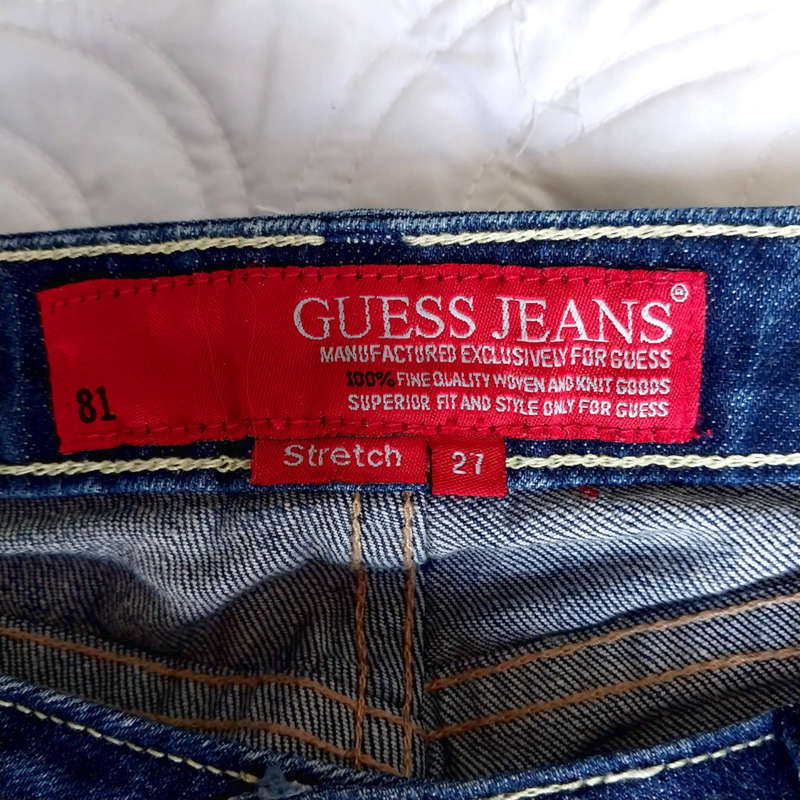 GUESS JEANS®
MANUFACTURED EXCLUSIVELY FOR GUESS
100% FINE QUALITY WOVEN AND KNIT GOODS
SUPERIOR FIT AND STYLE ONLY FOR GUESS
81
Stretch
27